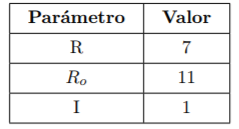 Parámetro Valor
R 7
Rₒ 11
I 1